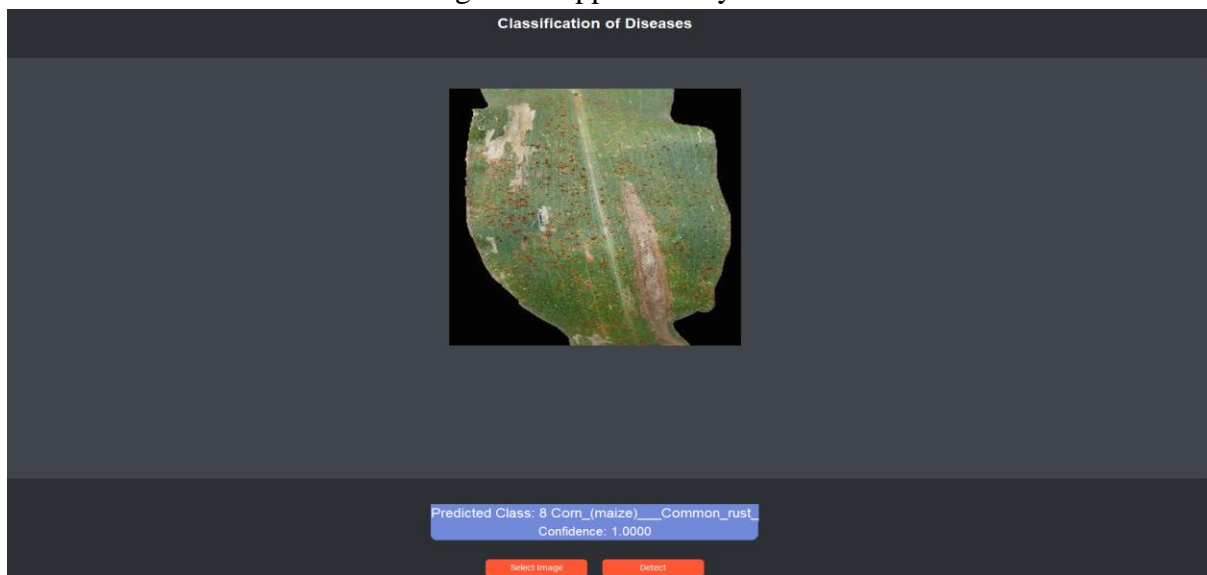 Classification of Diseases
Predicted Class: 8 Corn_(maize)___Common_rust_
Confidence: 1.0000
Select Image
Detect